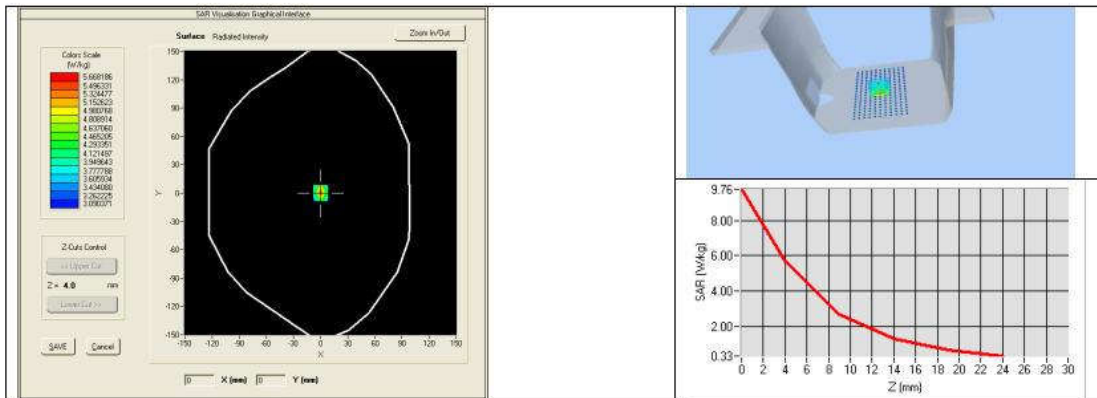 SAR Visualisation Graphical Interface
Surface Radiated Intensity
Zoom In/Out
Colors Scale
(W/kg)
5.668186
5.496331
5.324477
5.152623
4.980768
4.808914
4.637060
4.465205
4.293351
4.121497
3.949643
3.777788
3.605934
3.434080
3.262225
3.090371
150
120
90
60
30
0
-30
-60
-90
-120
-150
Y
-150 -120 -90 -60 -30 0 30 60 90 120 150
X
Z-Cuts Control
<< Upper Cut
Z = 4.0 mm
Lower Cut >>
SAVE Cancel
0 X (mm) 0 Y (mm)
9.76
8.00
6.00
4.00
2.00
0.33
SAR (W/kg)
0 2 4 6 8 10 12 14 16 18 20 22 24 26 28 30
Z (mm)